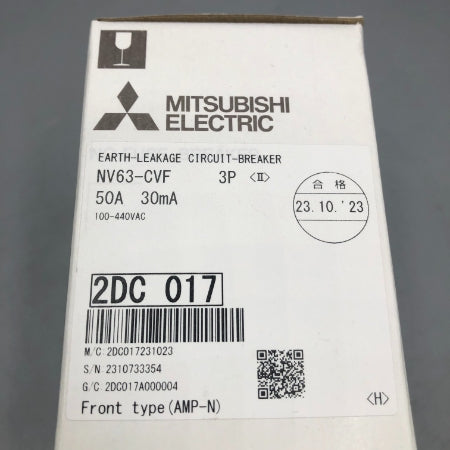 MITSUBISHI
ELECTRIC
EARTH-LEAKAGE CIRCUIT-BREAKER
NV63-CVF 3P <Ⅱ>
50A 30mA
100-440VAC
合格
23.10.'23
2DC 017
M/C 2DC017231023
S/N 2310733354
G/C 2DC017A000004
Front type(AMP-N)
<H>